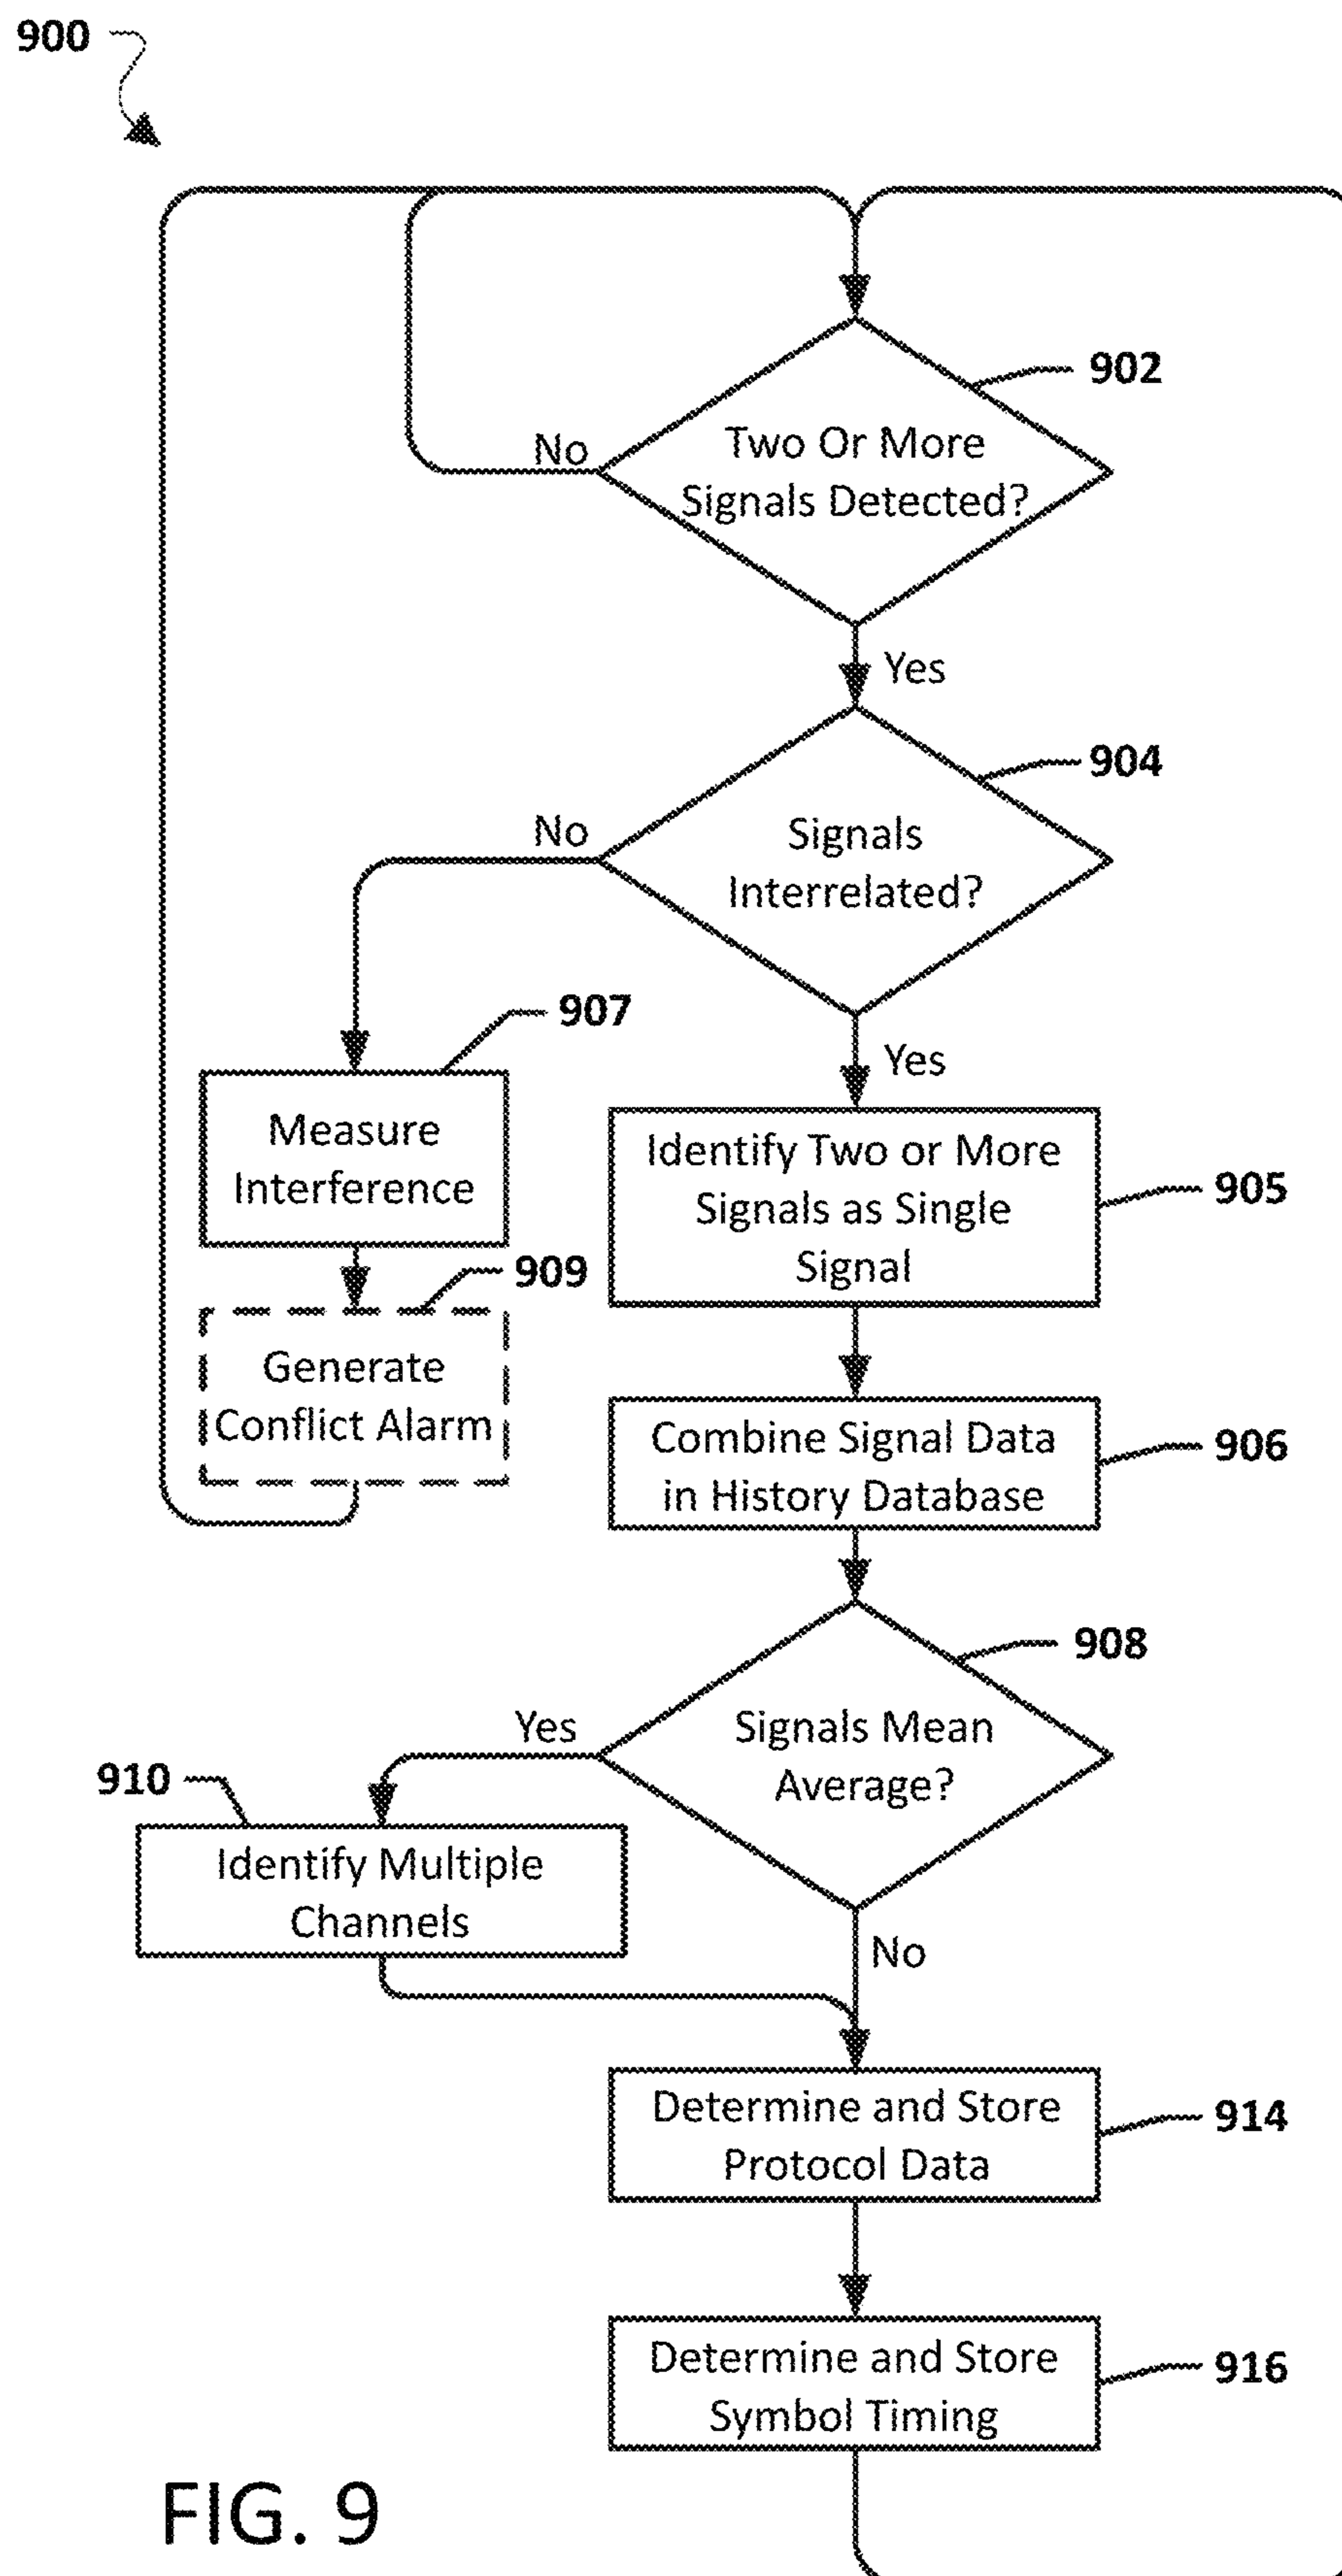 900
902
Two Or More
Signals Detected?
No
Yes
904
Signals
Interrelated?
No
Yes
907
Measure
Interference
905
Identify Two or More
Signals as Single
Signal
909
Generate
Conflict Alarm
906
Combine Signal Data
in History Database
908
Signals Mean
Average?
Yes
No
910
Identify Multiple
Channels
914
Determine and Store
Protocol Data
916
Determine and Store
Symbol Timing
FIG. 9